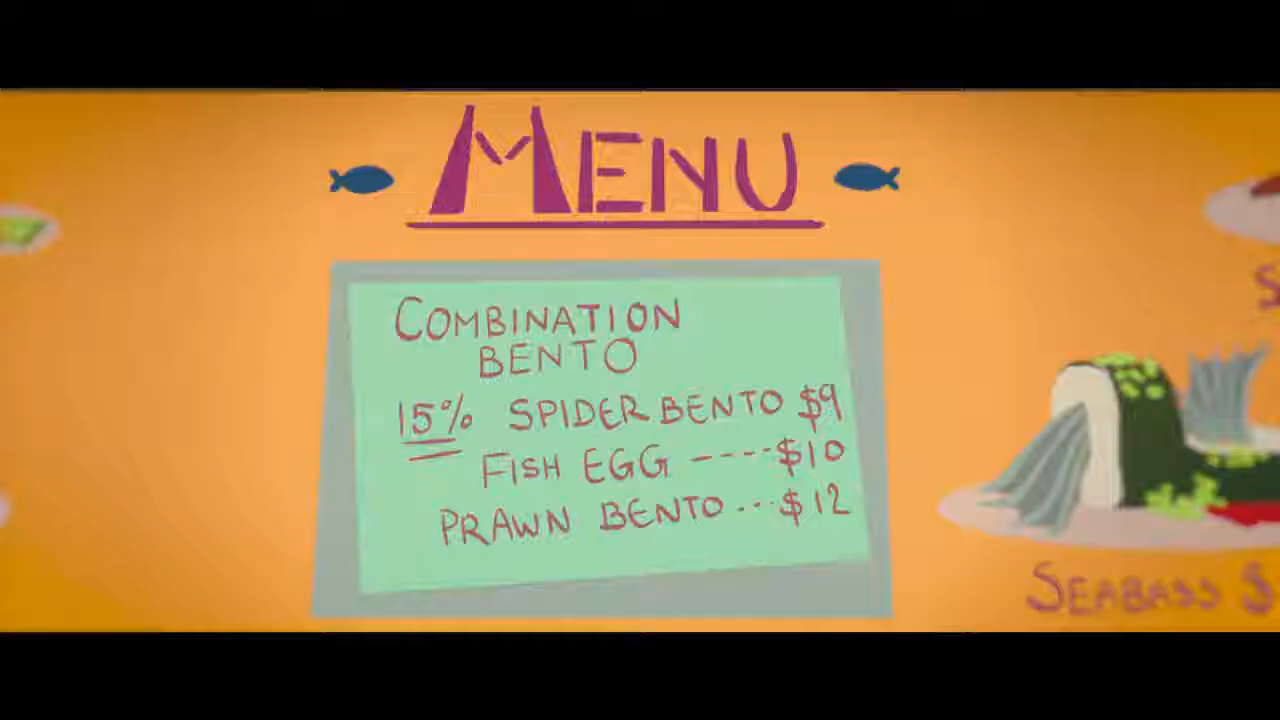 MENU
COMBINATION
BENTO
15% SPIDER BENTO $9
FISH EGG ----$10
PRAWN BENTO...$12
SEABASS $